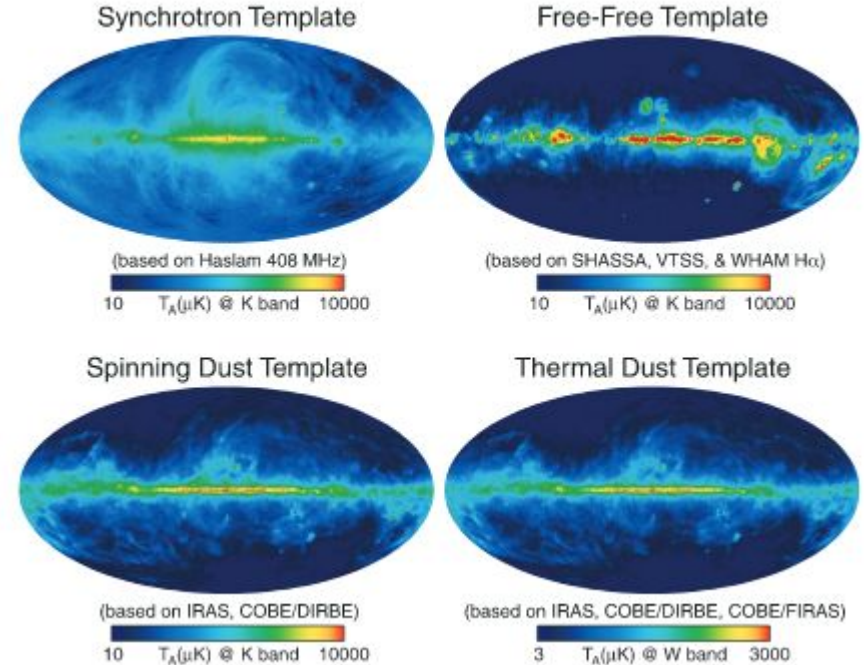 Synchrotron Template
(based on Haslam 408 MHz)
10 T_A(μK) @ K band 10000
Free-Free Template
(based on SHASSA, VTSS, & WHAM Hα)
10 T_A(μK) @ K band 10000
Spinning Dust Template
(based on IRAS, COBE/DIRBE)
10 T_A(μK) @ K band 10000
Thermal Dust Template
(based on IRAS, COBE/DIRBE, COBE/FIRAS)
3 T_A(μK) @ W band 3000